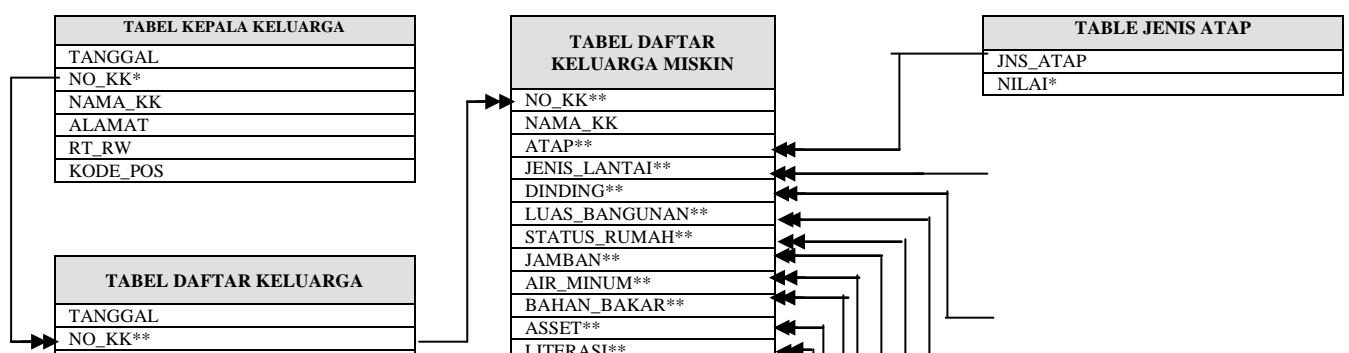 TABEL KEPALA KELUARGA
TANGGAL
NO_KK*
NAMA_KK
ALAMAT
RT_RW
KODE_POS
TABEL DAFTAR KELUARGA
TANGGAL
NO_KK**
TABEL DAFTAR
KELUARGA MISKIN
NO_KK**
NAMA_KK
ATAP**
JENIS_LANTAI**
DINDING**
LUAS_BANGUNAN**
STATUS_RUMAH**
JAMBAN**
AIR_MINUM**
BAHAN_BAKAR**
ASSET**
LITERASI**
TABLE JENIS ATAP
JNS_ATAP
NILAI*